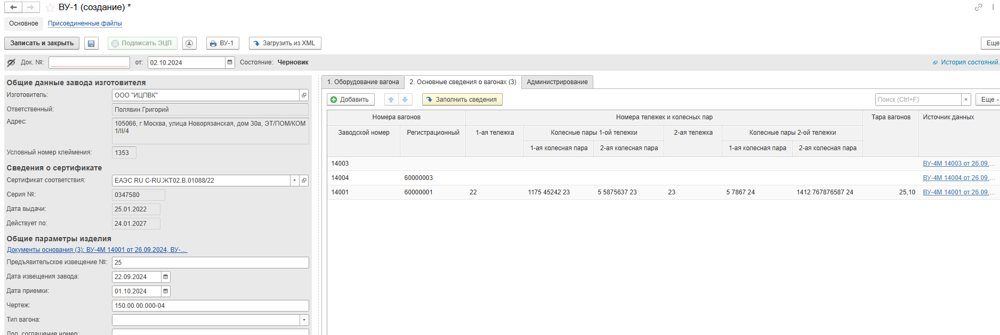 ВУ-1 (создание) *
Основное Присоединенные файлы
Записать и закрыть Подписать ЭЦП ВУ-1 Загрузить из XML Еще
Док. №: от: 02.10.2024 Состояние: Черновик История состояний.
Общие данные завода изготовителя
Изготовитель: ООО "ИЦПВК"
Ответственный: Полявин Григорий
Адрес: 105066, г Москва, улица Новорязанская, дом 30а, ЭТ/ПОМ/КОМ
1/II/4
Условный номер клеймения: 1353
Сведения о сертификате
Сертификат соответствия: ЕАЭС RU C-RU.ЖТ02.В.01088/22
Серия №: 0347580
Дата выдачи: 25.01.2022
Действует по: 24.01.2027
Общие параметры изделия
Документы основания (3): ВУ-4М 14001 от 26.09.2024, ВУ-...
Предъявительское извещение №: 25
Дата извещения завода: 22.09.2024
Дата приемки: 01.10.2024
Чертеж: 150.00.00.000-04
Тип вагона:
Доп. соглашение номер:
1. Оборудование вагона 2. Основные сведения о вагонах (3) Администрирование
Добавить Заполнить сведения Поиск (Ctrl+F) × Еще
Номера вагонов Номера тележек и колесных пар Тара вагонов Источник данных
Заводской номер Регистрационный 1-ая тележка Колесные пары 1-ой тележки 2-ая тележка Колесные пары 2-ой тележки
1-ая колесная пара 2-ая колесная пара 1-ая колесная пара 2-ая колесная пара
14003 ВУ-4М 14003 от 26.09....
14004 60000003 ВУ-4М 14004 от 26.09....
14001 60000001 22 1175 45242 23 5 5875637 23 23 5 7867 24 1412 767876587 24 25,10 ВУ-4М 14001 от 26.09....